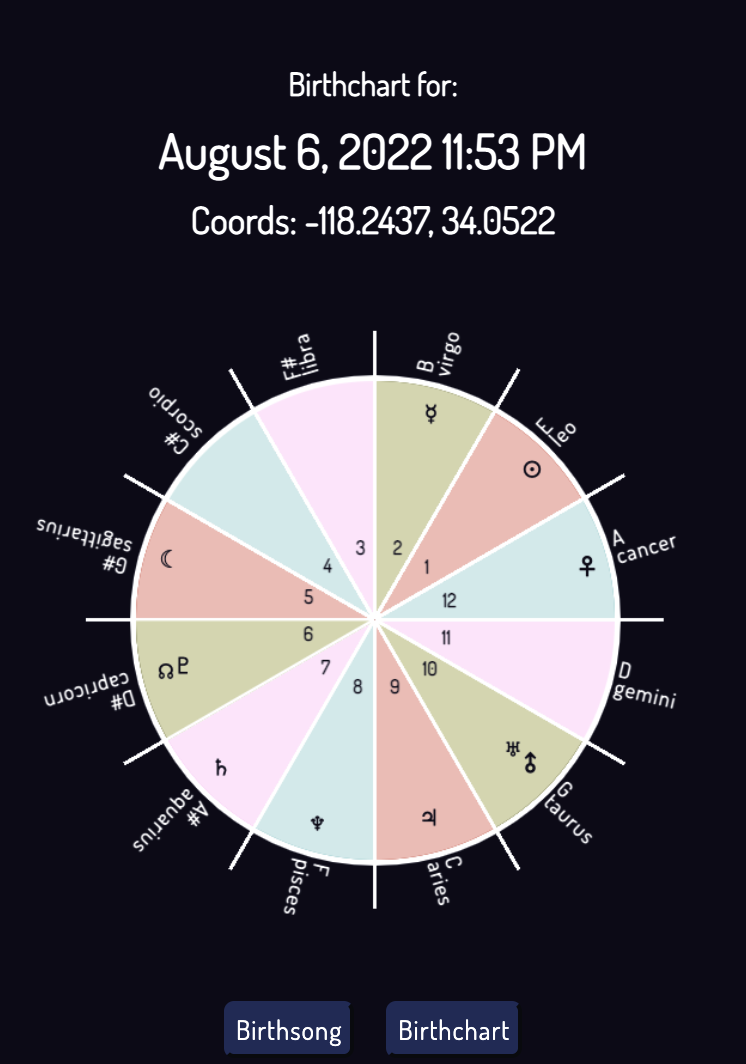 Birthchart for:
August 6, 2022 11:53 PM
Coords: -118.2437, 34.0522
F#
libra
B
virgo
C#
scorpio
E
leo
☿
☉
G#
sagittarius
A
cancer
3
2
☾
4
1
♀
5
12
6
11
D#
capricorn
☊♇
7
10
D
gemini
8
9
♄
♅
A#
aquarius
G
taurus
♆
♃
F
pisces
C
aries
Birthsong
Birthchart